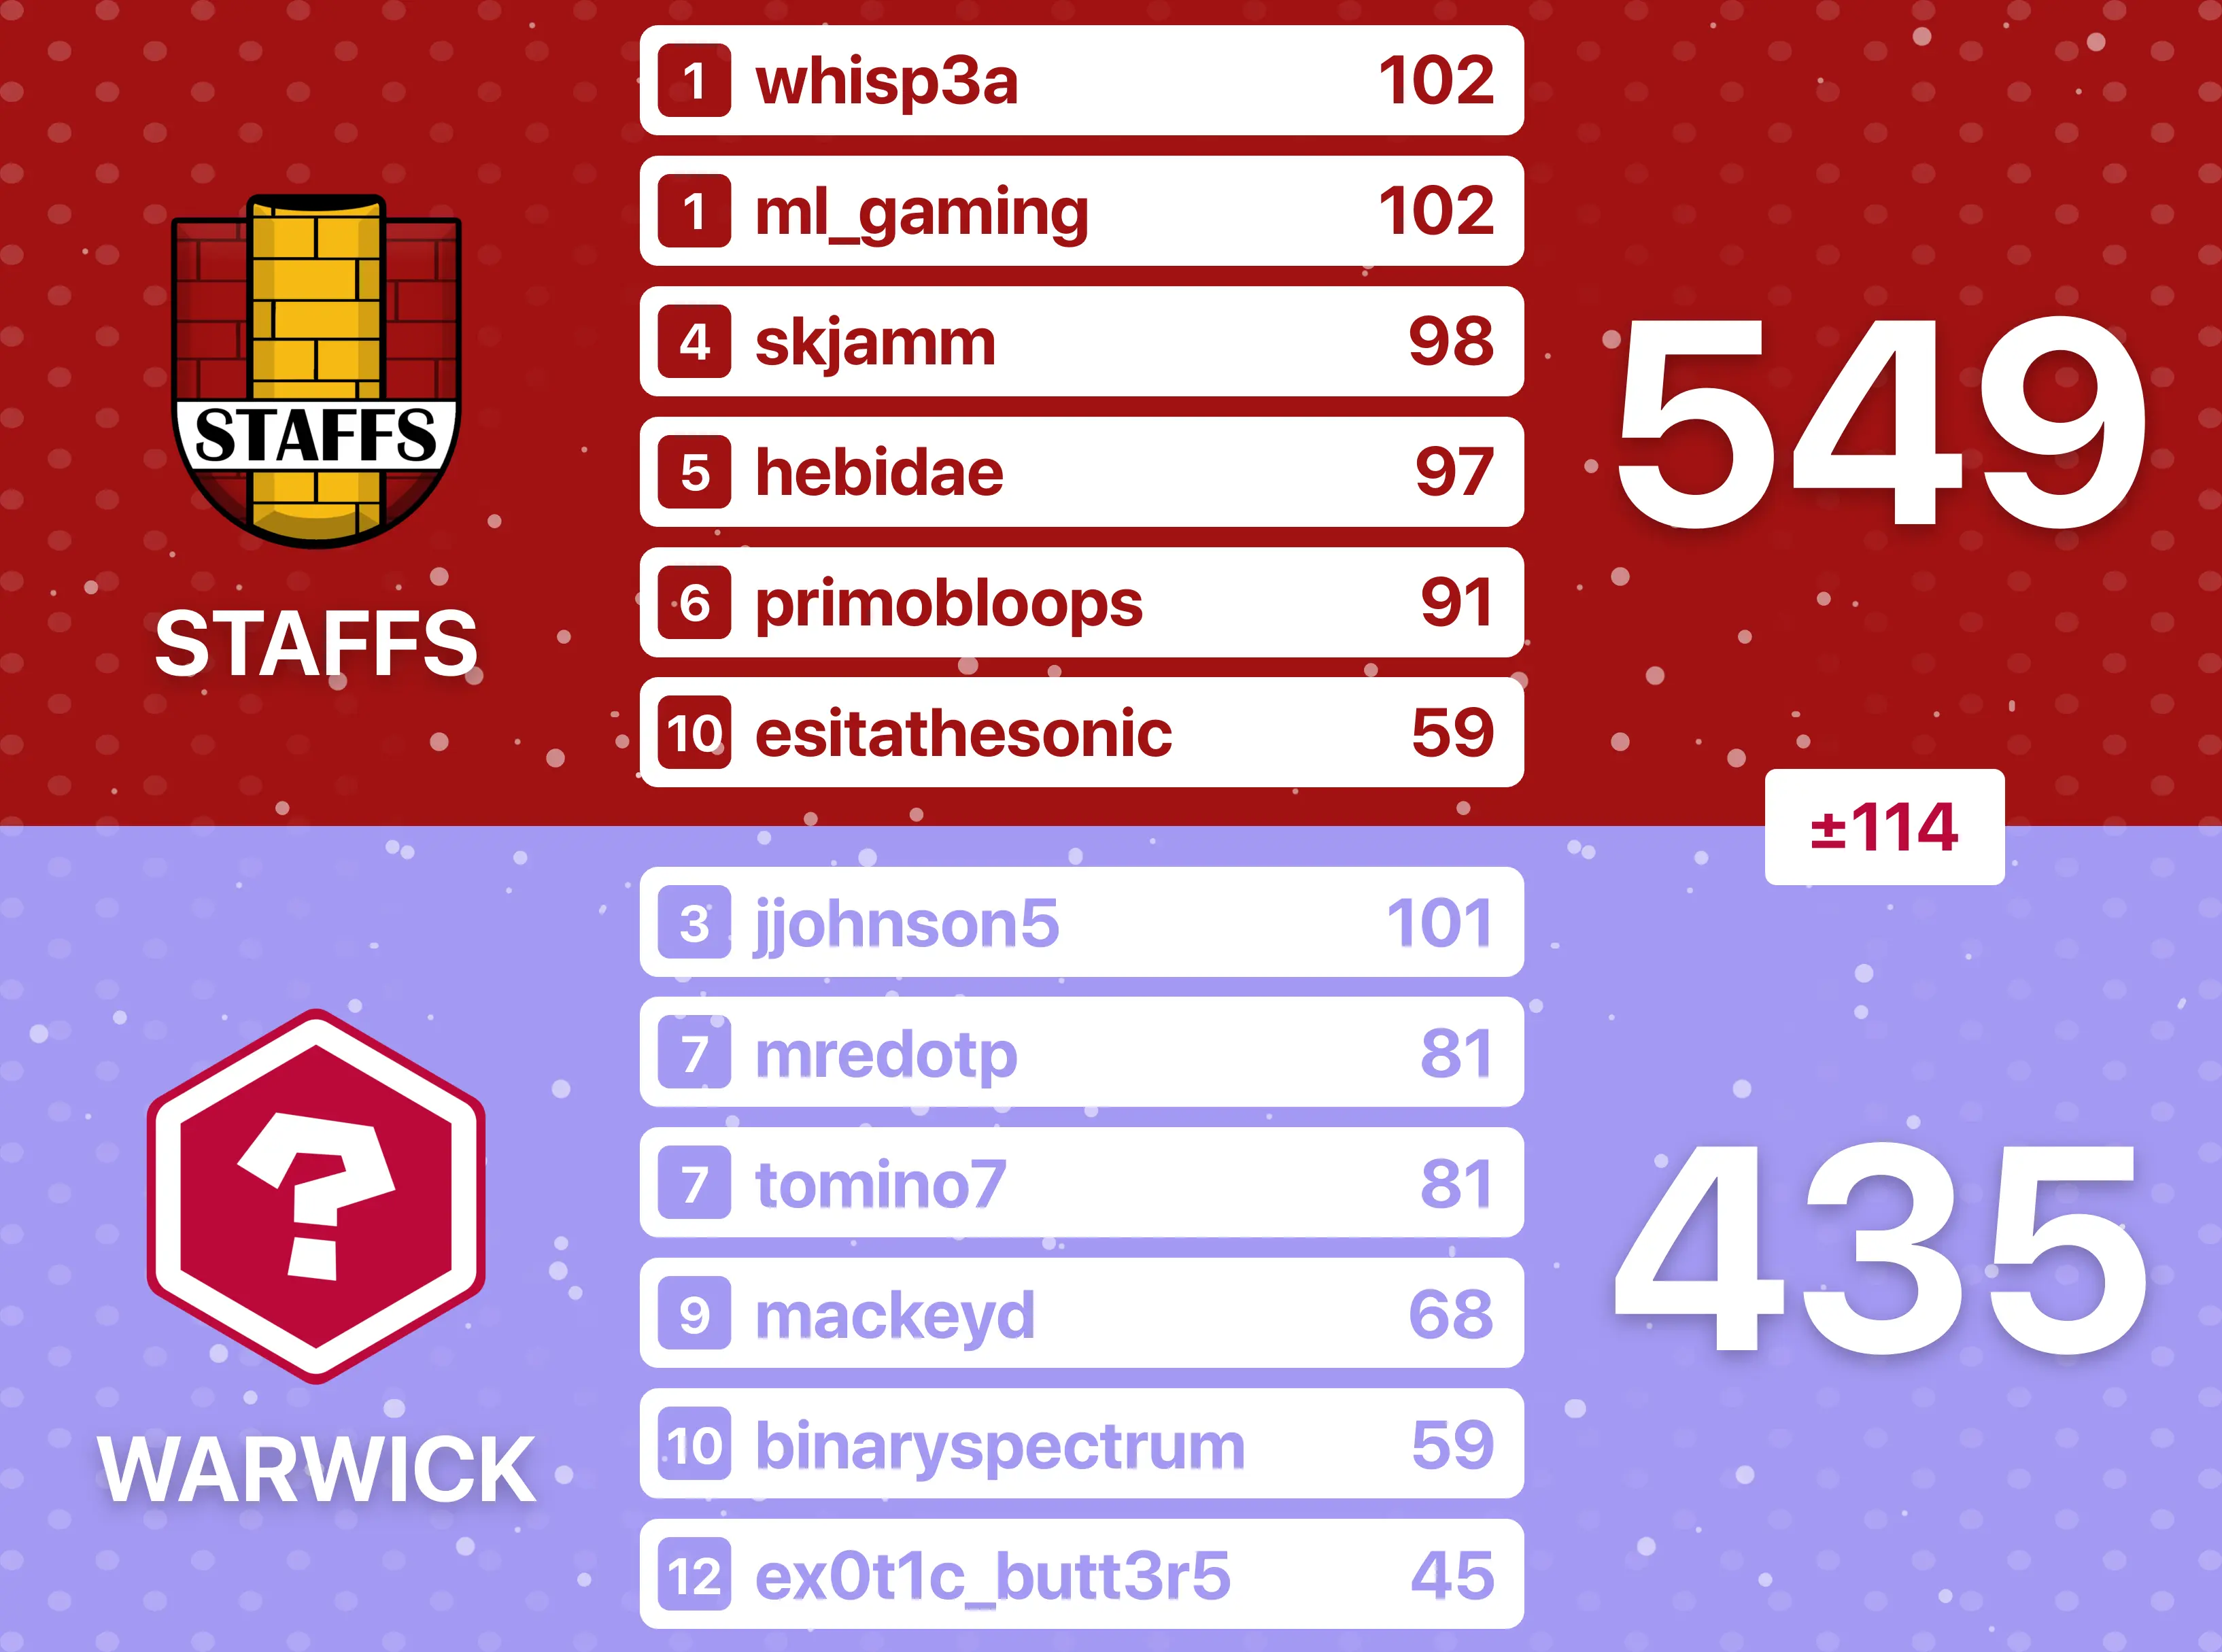 1 whisp3a 102
1 ml_gaming 102
4 skjamm 98
5 hebidae 97
6 primobloops 91
10 esitathesonic 59
STAFFS
STAFFS
549
±114
3 jjohnson5 101
7 mredotp 81
7 tomino7 81
9 mackeyd 68
10 binaryspectrum 59
12 ex0t1c_butt3r5 45
?
WARWICK
435